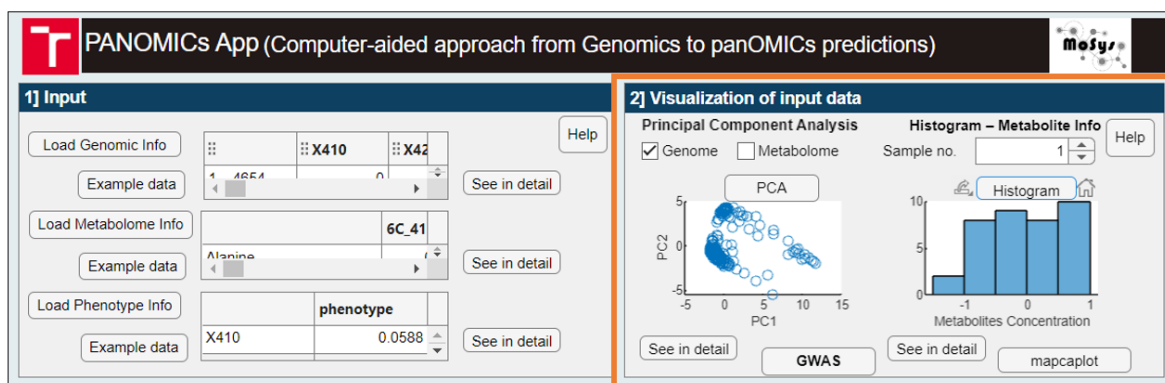 PANOMICs App (Computer-aided approach from Genomics to panOMICs predictions)
MoSys
1] Input
Help
Load Genomic Info
X410 X42
1_ 4654 0
Example data
See in detail
Load Metabolome Info
6C_41
Alanine
Example data
See in detail
Load Phenotype Info
phenotype
X410 0.0588
Example data
See in detail
2] Visualization of input data
Principal Component Analysis
Genome Metabolome
PCA
PC2
5
0
-5
-5 0 5 10 15
PC1
See in detail
GWAS
Histogram – Metabolite Info
Help
Sample no. 1
Histogram
10
5
0
-1 0 1
Metabolites Concentration
See in detail
mapcaplot